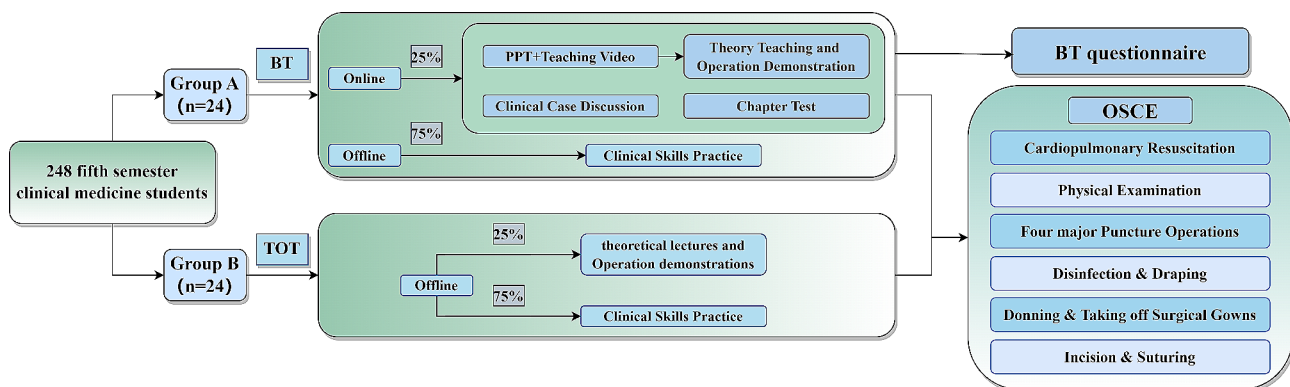 248 fifth semester
clinical medicine students
Group A
(n=24)
BT
Online
25%
PPT+Teaching Video
Theory Teaching and
Operation Demonstration
Clinical Case Discussion
Chapter Test
Offline
75%
Clinical Skills Practice
Group B
(n=24)
TOT
Offline
25%
theoretical lectures and
Operation demonstrations
75%
Clinical Skills Practice
BT questionnaire
OSCE
Cardiopulmonary Resuscitation
Physical Examination
Four major Puncture Operations
Disinfection & Draping
Donning & Taking off Surgical Gowns
Incision & Suturing